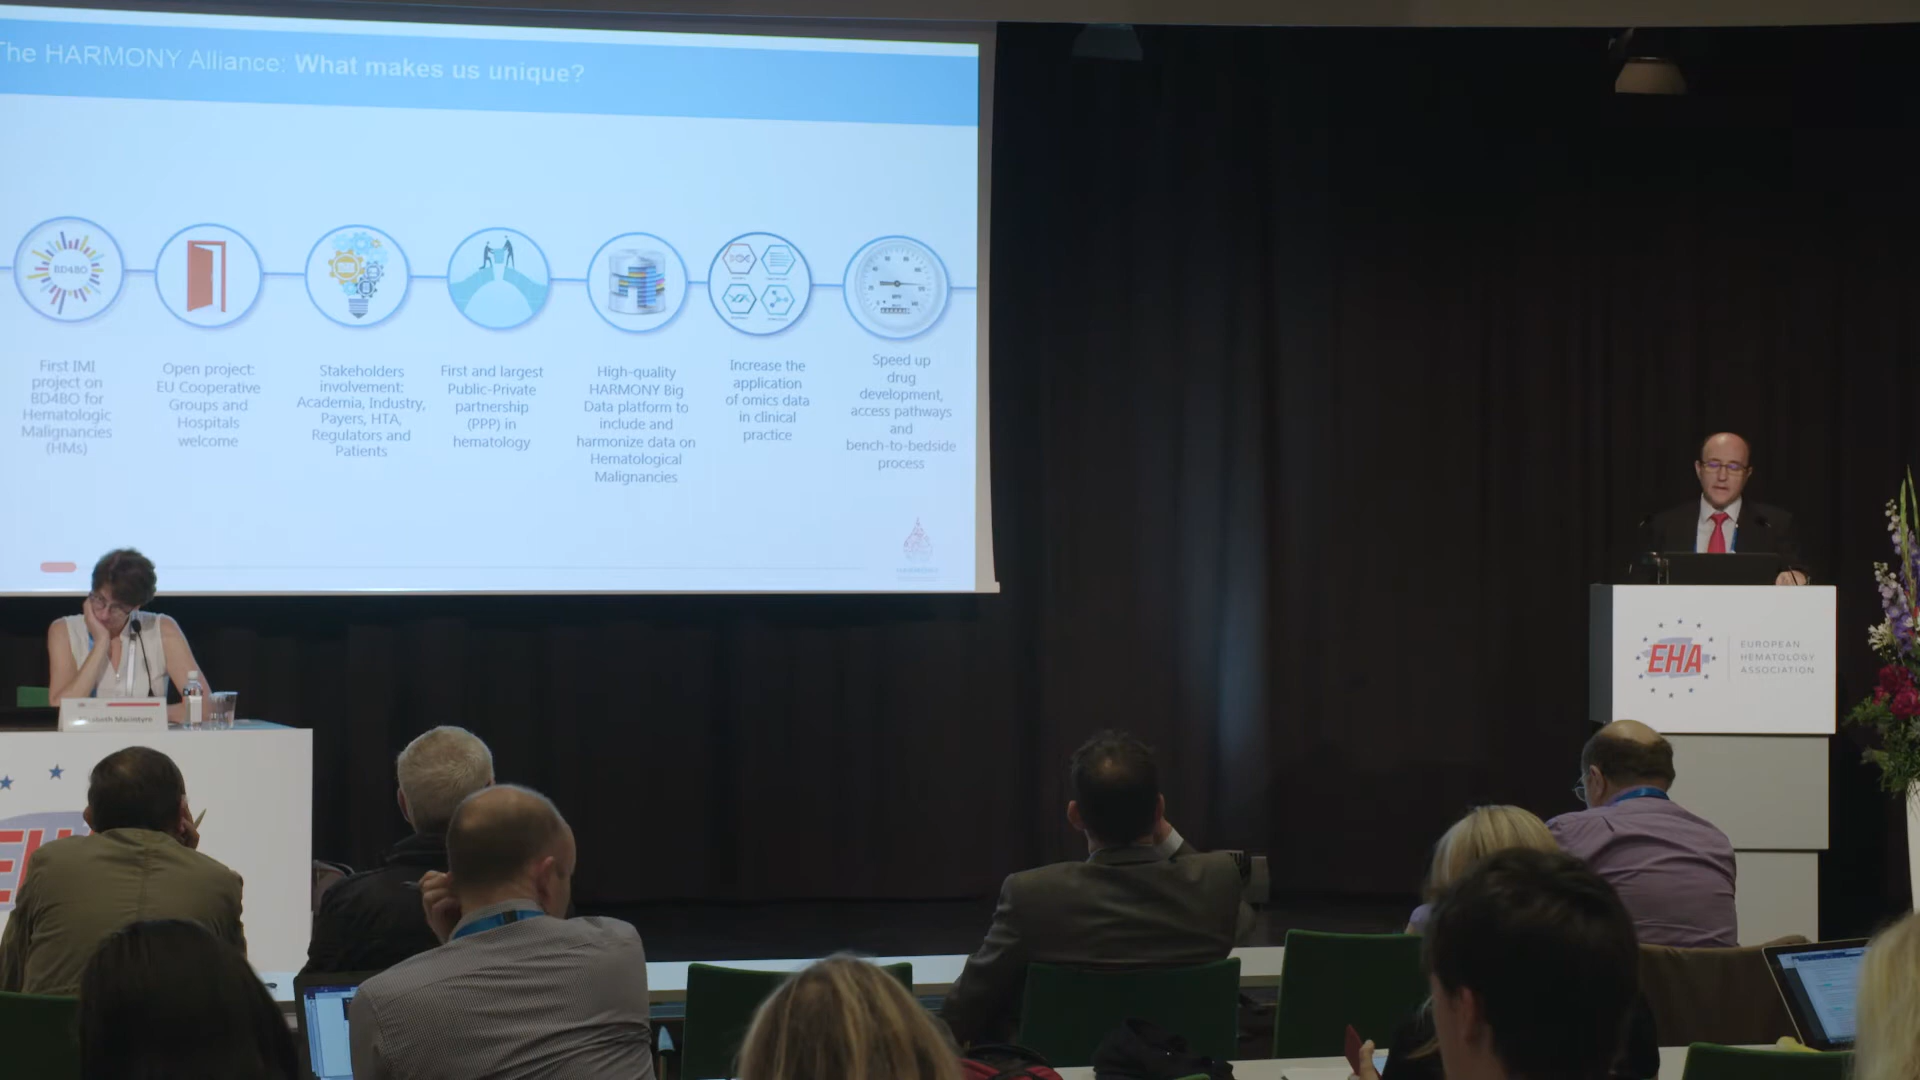 The HARMONY Alliance: What makes us unique?
BD4BO
First IMI
project on
BD4BO for
Hematologic
Malignancies
(HMs)
Open project:
EU Cooperative
Groups and
Hospitals
welcome
Stakeholders
involvement:
Academia, Industry,
Payers, HTA,
Regulators and
Patients
First and largest
Public-Private
partnership
(PPP) in
hematology
High-quality
HARMONY Big
Data platform to
include and
harmonize data on
Hematological
Malignancies
Increase the
application
of omics data
in clinical
practice
Speed up
drug
development,
access pathways
and
bench-to-bedside
process
Macintyre
EHA
EUROPEAN
HEMATOLOGY
ASSOCIATION